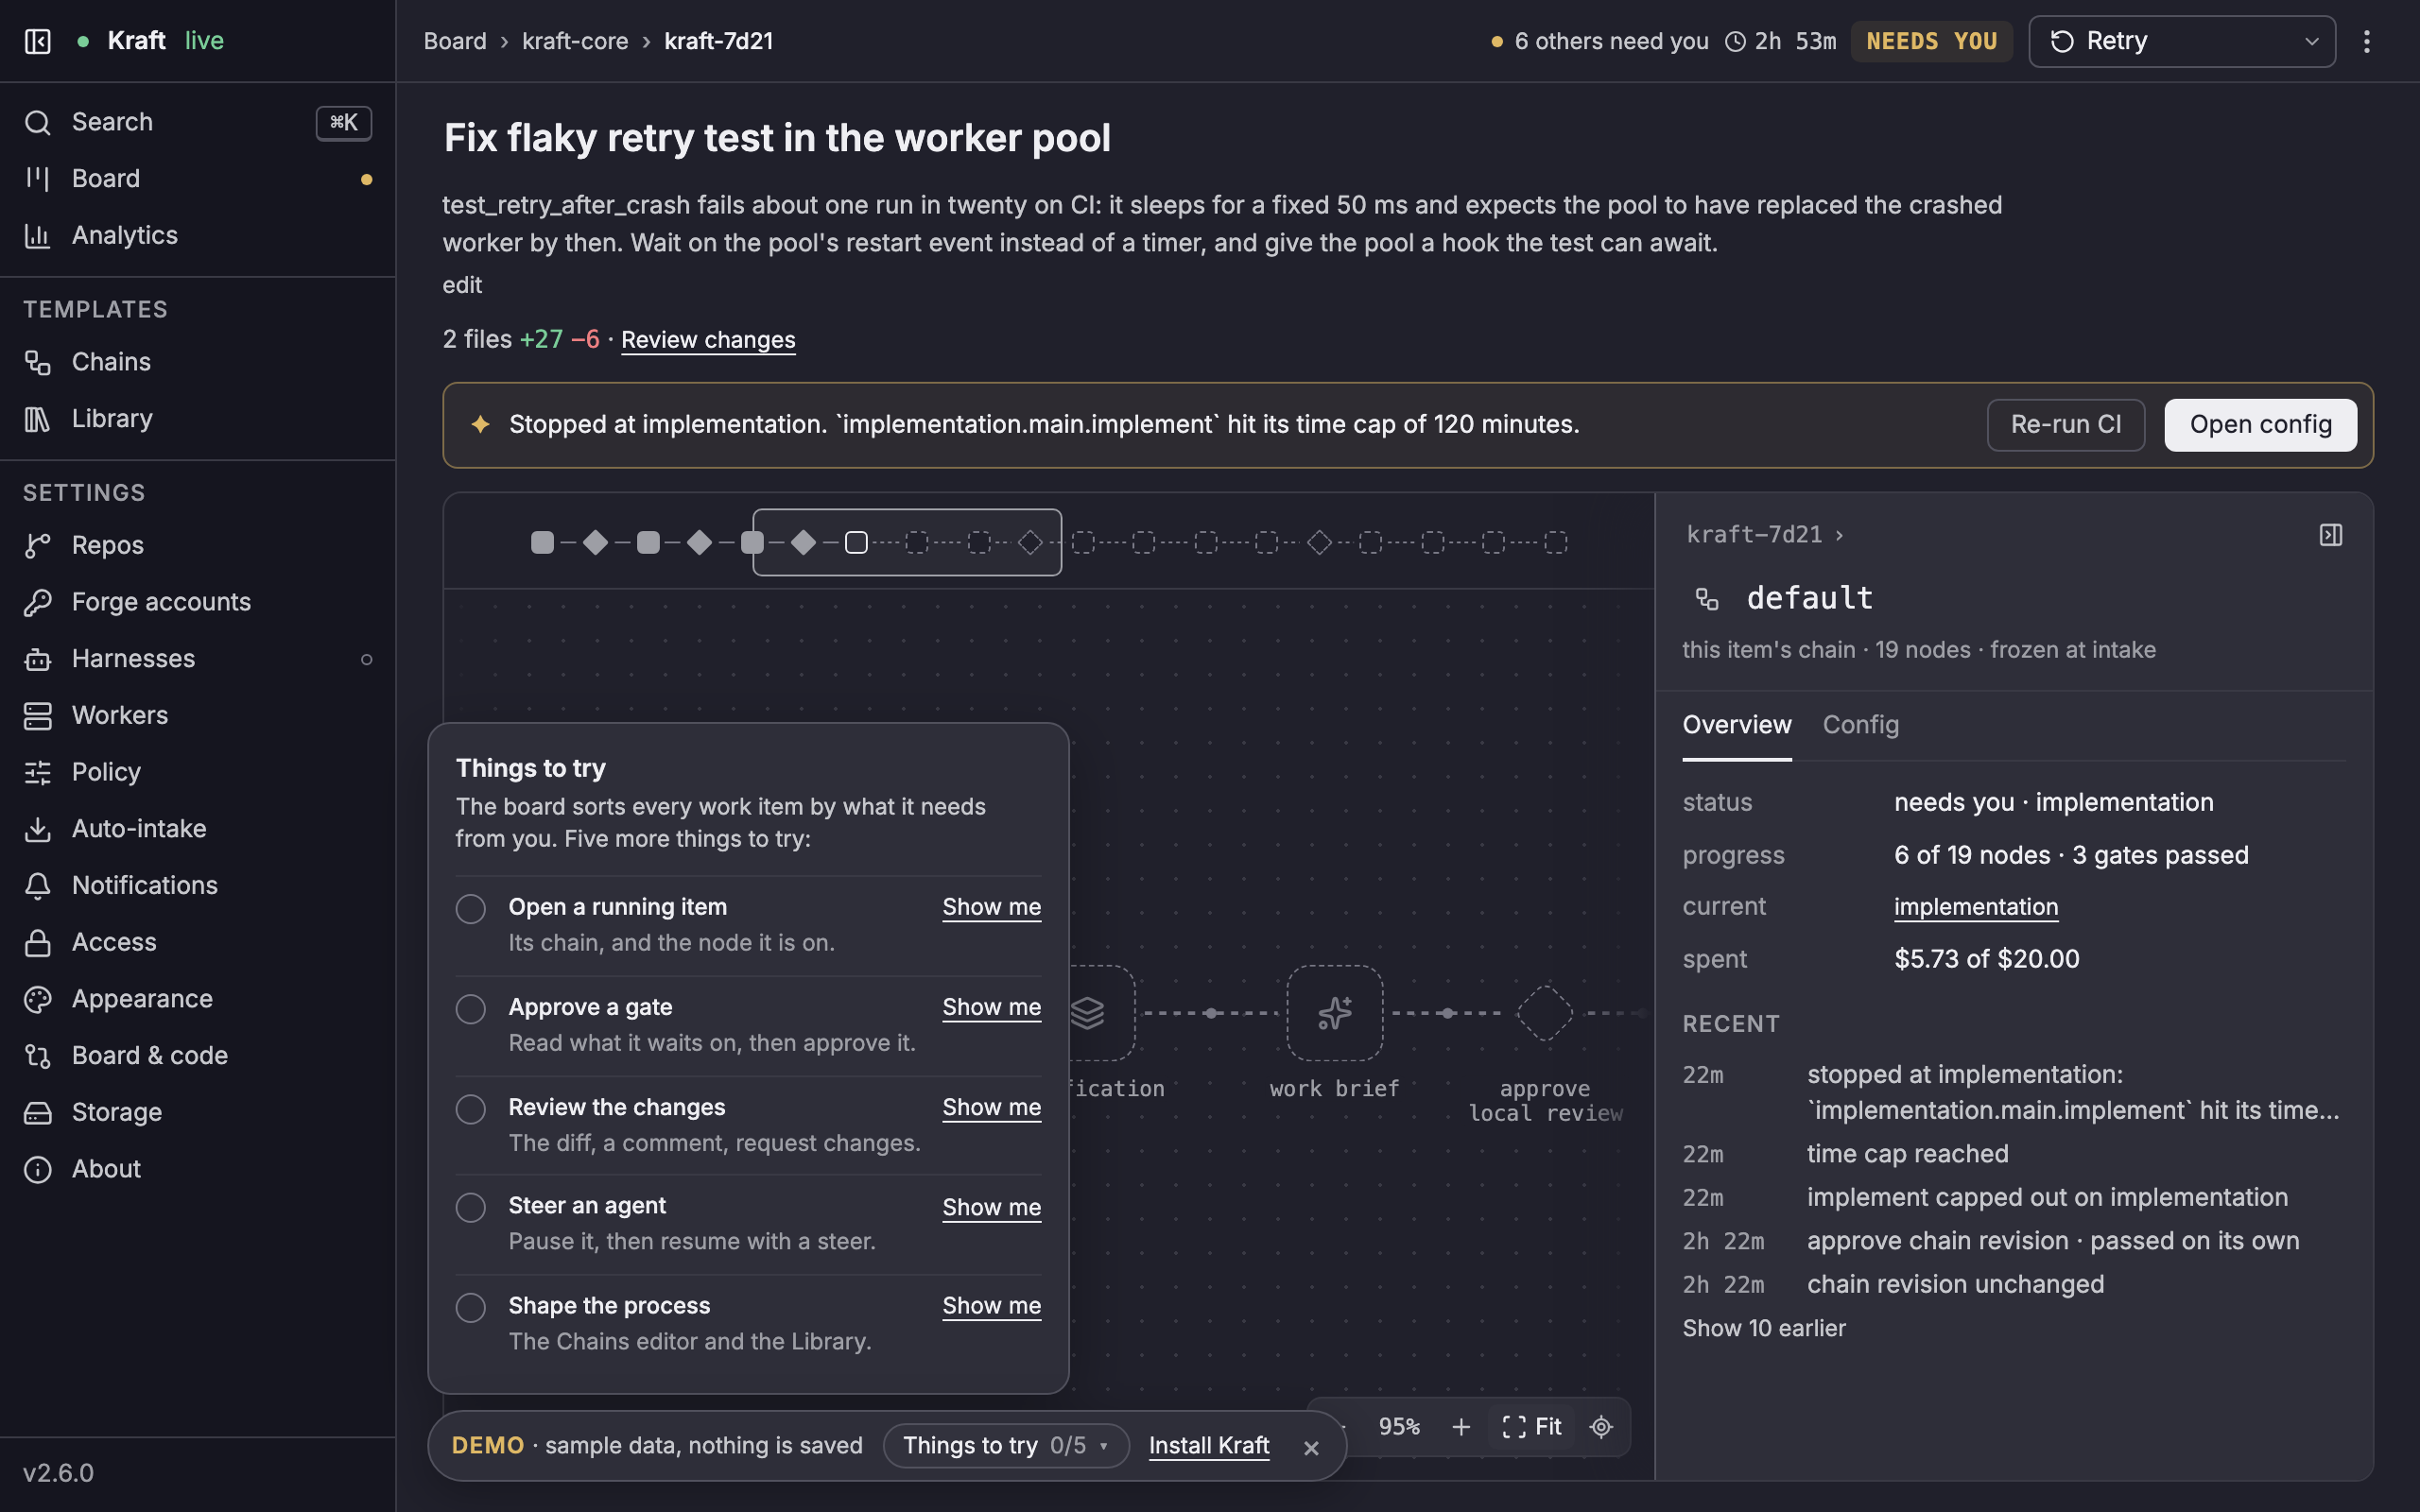 Kraft live
Search ⌘K
Board
Analytics
TEMPLATES
Chains
Library
SETTINGS
Repos
Forge accounts
Harnesses
Workers
Policy
Auto-intake
Notifications
Access
Appearance
Board & code
Storage
About
v2.6.0
Board › kraft-core › kraft-7d21
6 others need you 2h 53m NEEDS YOU Retry
Fix flaky retry test in the worker pool
test_retry_after_crash fails about one run in twenty on CI: it sleeps for a fixed 50 ms and expects the pool to have replaced the crashed
worker by then. Wait on the pool's restart event instead of a timer, and give the pool a hook the test can await.
edit
2 files +27 −6 · Review changes
Stopped at implementation. `implementation.main.implement` hit its time cap of 120 minutes.
Re-run CI Open config
Things to try
The board sorts every work item by what it needs
from you. Five more things to try:
Open a running item Show me
Its chain, and the node it is on.
Approve a gate Show me
Read what it waits on, then approve it.
Review the changes Show me
The diff, a comment, request changes.
Steer an agent Show me
Pause it, then resume with a steer.
Shape the process Show me
The Chains editor and the Library.
fication
work brief
approve
local review
DEMO · sample data, nothing is saved Things to try 0/5 Install Kraft ×
95% + Fit
kraft-7d21 ›
default
this item's chain · 19 nodes · frozen at intake
Overview Config
status needs you · implementation
progress 6 of 19 nodes · 3 gates passed
current implementation
spent $5.73 of $20.00
RECENT
22m stopped at implementation:
`implementation.main.implement` hit its time...
22m time cap reached
22m implement capped out on implementation
2h 22m approve chain revision · passed on its own
2h 22m chain revision unchanged
Show 10 earlier